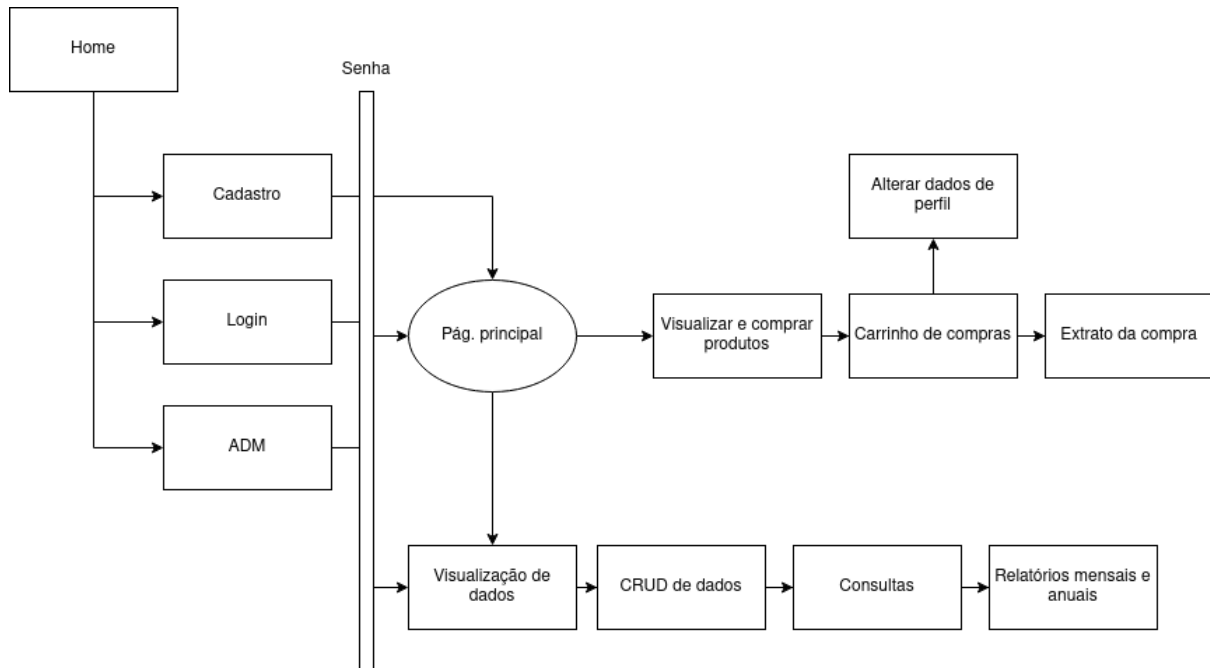 Home
Senha
Cadastro
Alterar dados de
perfil
Login
Pág. principal
Visualizar e comprar
produtos
Carrinho de compras
Extrato da compra
ADM
Visualização de
dados
CRUD de dados
Consultas
Relatórios mensais e
anuais